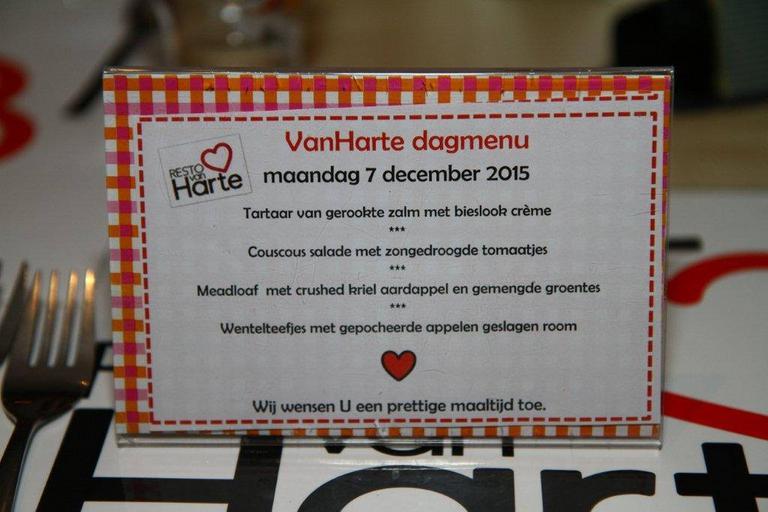 VanHarte dagmenu
RESTO
van
Harte
maandag 7 december 2015
Tartaar van gerookte zalm met bieslook crème
***
Couscous salade met zongedroogde tomaatjes
***
Meadloaf met crushed kriel aardappel en gemengde groentes
***
Wentelteefjes met gepocheerde appelen geslagen room
Wij wensen U een prettige maaltijd toe.
van
Hart